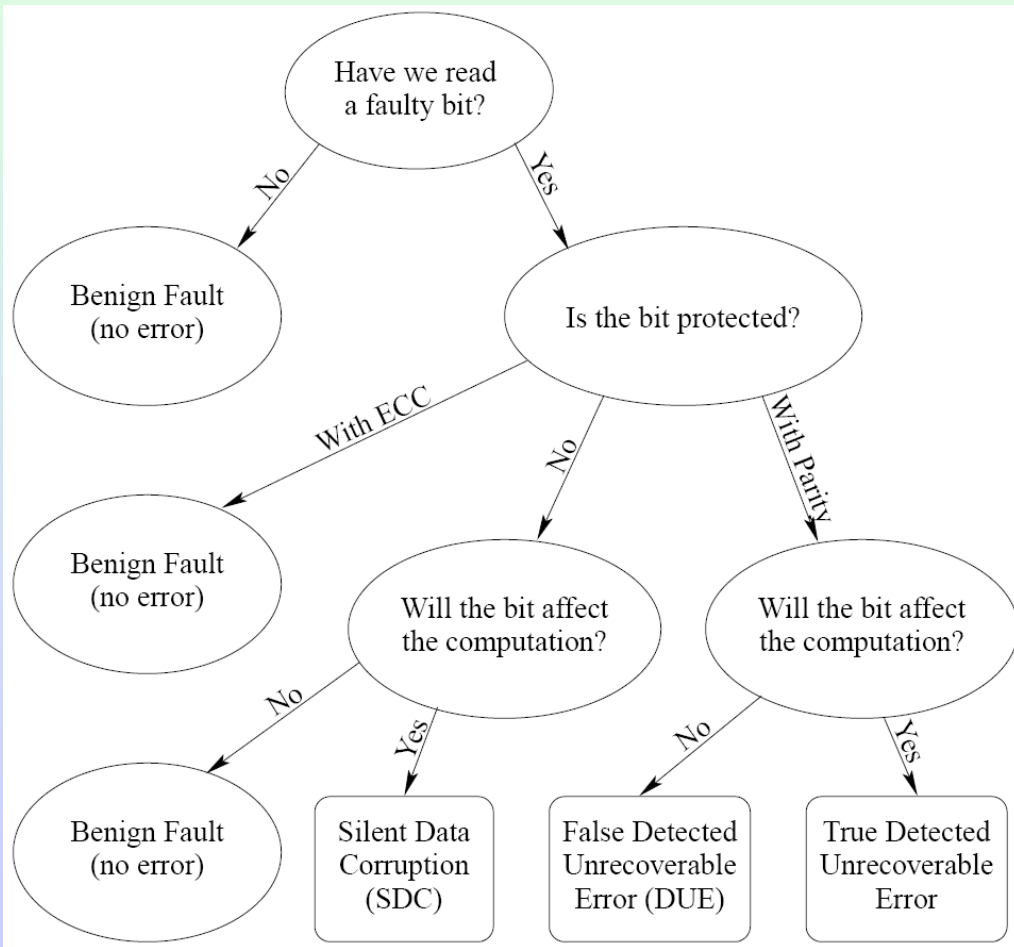 Have we read
a faulty bit?
No
Yes
Benign Fault
(no error)
Is the bit protected?
With ECC
No
With Parity
Benign Fault
(no error)
Will the bit affect
the computation?
Will the bit affect
the computation?
No
Yes
No
Yes
Benign Fault
(no error)
Silent Data
Corruption
(SDC)
False Detected
Unrecoverable
Error (DUE)
True Detected
Unrecoverable
Error